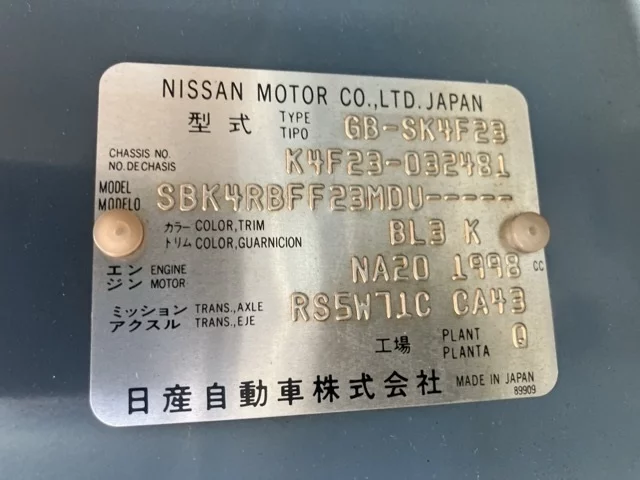 NISSAN MOTOR CO.,LTD. JAPAN
型式 TYPE TIPO GB-SK4F23
CHASSIS NO. NO. DE CHASIS K4F23-032481
MODEL MODELO SBK4RBFF23MDU-----
カラー COLOR,TRIM BL3 K
トリム COLOR,GUARNICION
エン ENGINE NA20 1998 CC
ジン MOTOR
ミッション TRANS.,AXLE RS5W71C CA43
アクスル TRANS.,EJE
工場 PLANT PLANTA Q
日産自動車株式会社 MADE IN JAPAN
89909